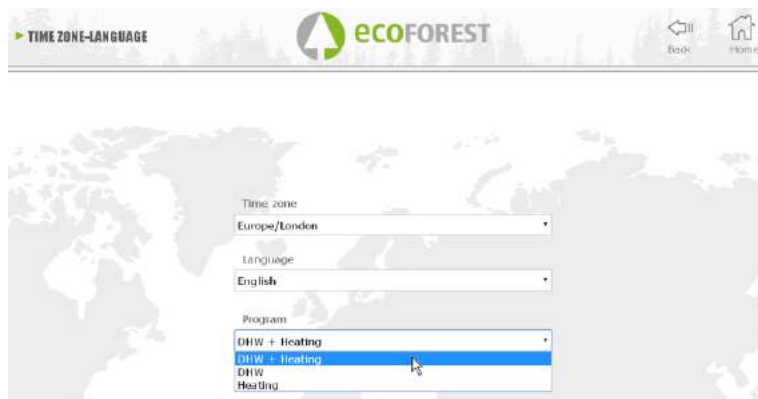 TIME ZONE-LANGUAGE
ecoFOREST
Back
Home
Time zone
Europe/London
Language
English
Program
DHW + Heating
DHW + Heating
DHW
Heating